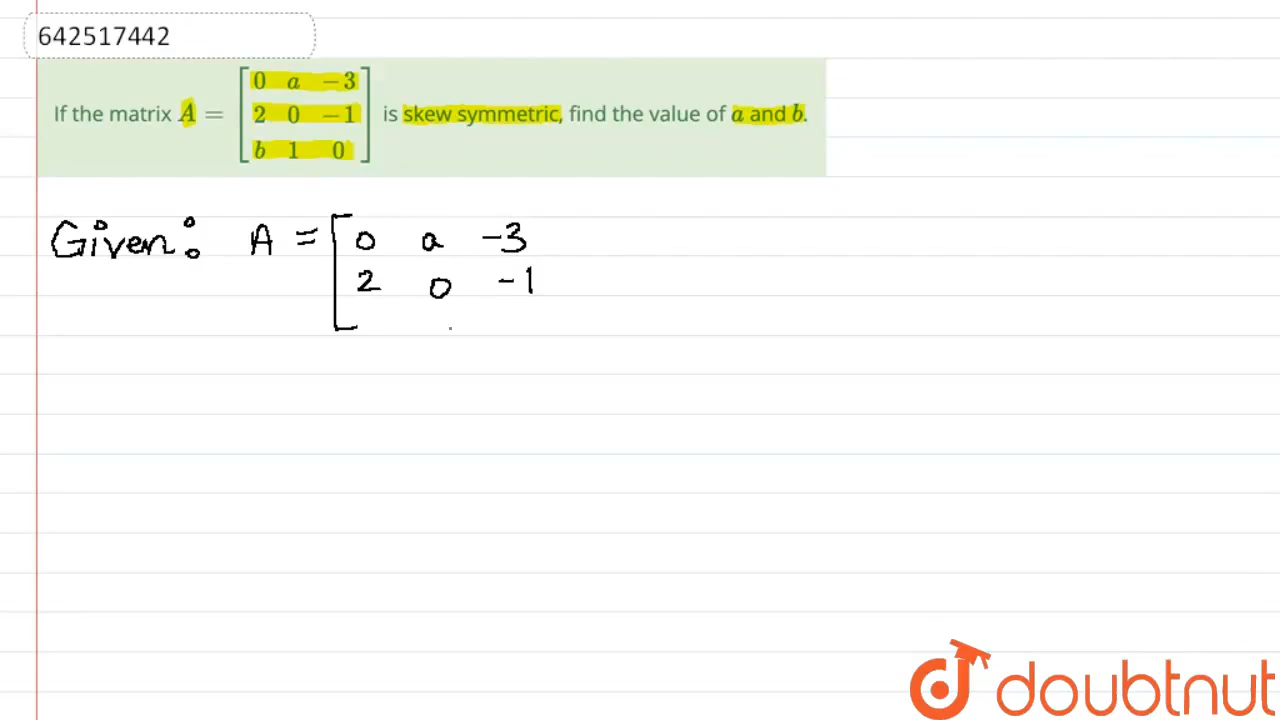 642517442
If the matrix A = [0 a −3
2 0 −1
b 1 0] is skew symmetric, find the value of a and b.
Given: A = [0 a -3
2 0 -1
doubtnut